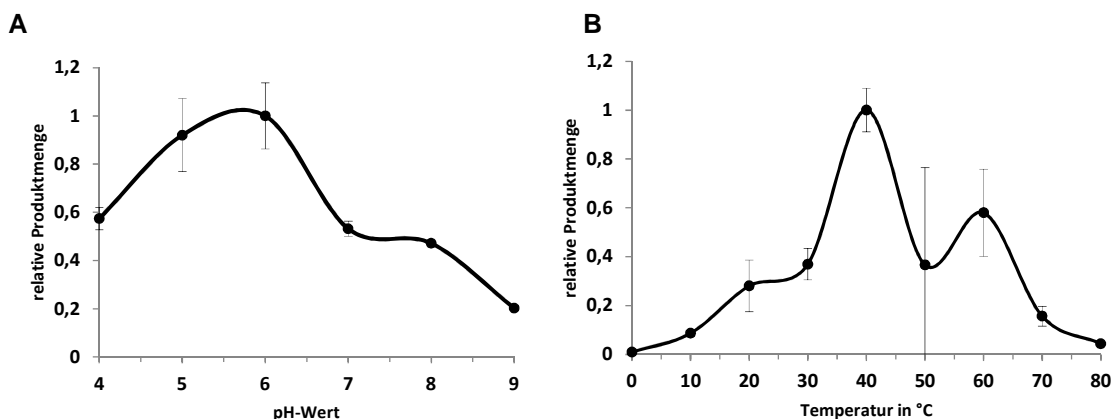 A
relative Produktmenge
1,2
1
0,8
0,6
0,4
0,2
0
4 5 6 7 8 9
pH-Wert
B
relative Produktmenge
1,2
1
0,8
0,6
0,4
0,2
0
0 10 20 30 40 50 60 70 80
Temperatur in °C